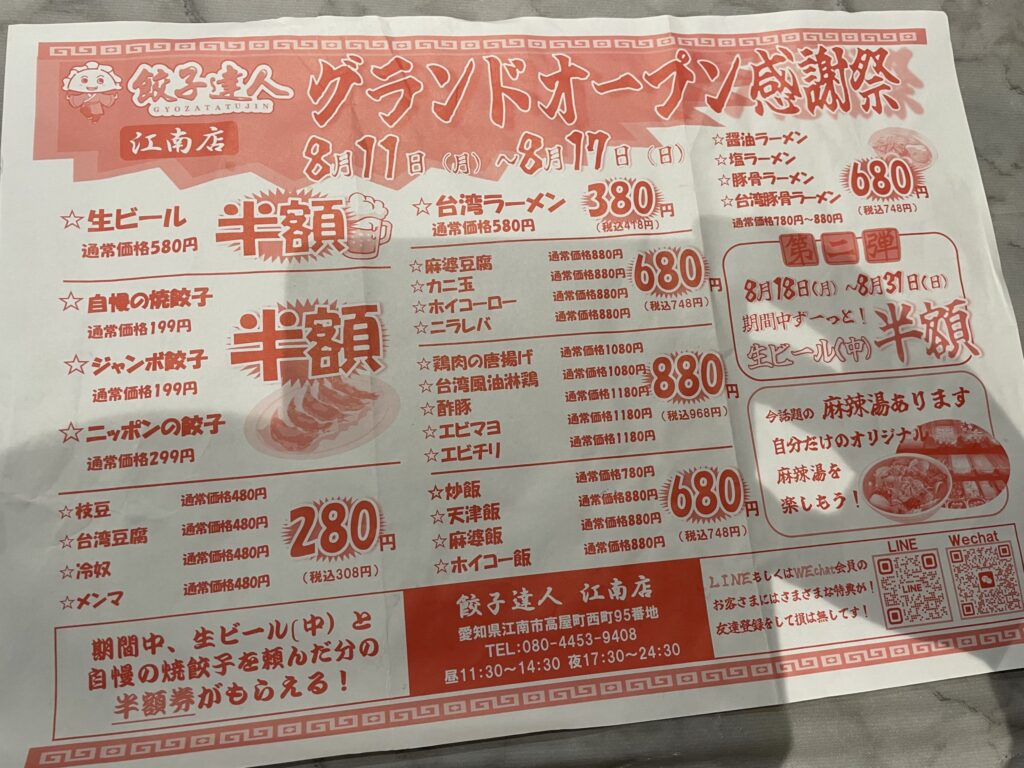 餃子達人
GYOZATATUJIN
江南店
グランドオープン感謝祭
8月11日(月)～8月17日(日)
☆生ビール
通常価格580円
半額
☆自慢の焼餃子
通常価格199円
☆ジャンボ餃子
通常価格199円
☆ニッポンの餃子
通常価格299円
半額
☆枝豆 通常価格480円
☆台湾豆腐 通常価格480円
☆冷奴 通常価格480円
☆メンマ 通常価格480円
280円
(税込308円)
期間中、生ビール(中)と
自慢の焼餃子を頼んだ分の
半額券がもらえる！
☆台湾ラーメン
通常価格580円
380円
(税込418円)
☆麻婆豆腐 通常価格880円
☆カニ玉 通常価格880円
☆ホイコーロー 通常価格880円
☆ニラレバ 通常価格880円
680円
(税込748円)
☆鶏肉の唐揚げ 通常価格1080円
☆台湾風油淋鶏 通常価格1080円
☆酢豚 通常価格1180円
☆エビマヨ 通常価格1180円
☆エビチリ 通常価格1180円
880円
(税込968円)
☆炒飯 通常価格780円
☆天津飯 通常価格880円
☆麻婆飯 通常価格880円
☆ホイコー飯 通常価格880円
680円
(税込748円)
餃子達人 江南店
愛知県江南市高屋町西町95番地
TEL:080-4453-9408
昼11:30～14:30 夜17:30～24:30
☆醤油ラーメン
☆塩ラーメン
☆豚骨ラーメン
☆台湾豚骨ラーメン
通常価格780円～880円
680円
(税込748円)
第二弾
8月18日(月)～8月31日(日)
期間中ずーっと！
生ビール(中)半額
今話題の 麻辣湯あります
自分だけのオリジナル
麻辣湯を
楽しもう！
LINEもしくはWEchat会員の
お客さまにはさまざまな特典が！
友達登録をして損は無しです！
LINE
LINE
Wechat